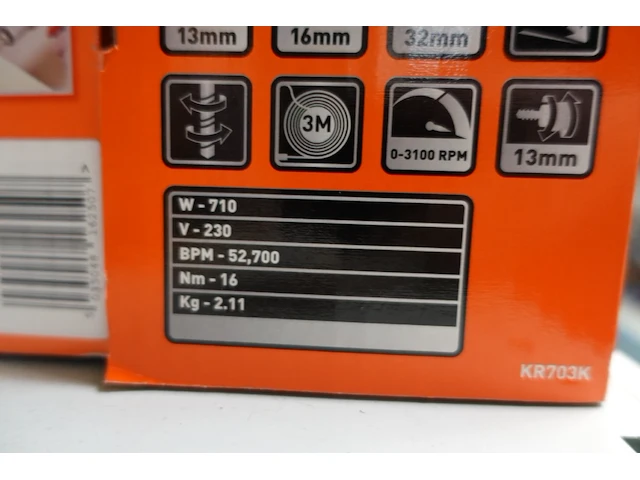 13mm
16mm
32mm
3M
0-3100 RPM
13mm
W - 710
V - 230
BPM - 52,700
Nm - 16
Kg - 2.11
KR703K